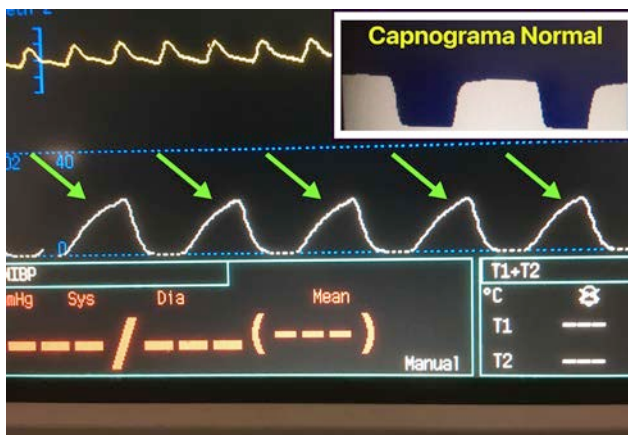 Capnograma Normal
40
0
NIBP
mmHg Sys Dia Mean
---/---(---)
Manual
T1+T2
°C
T1 ---
T2 ---